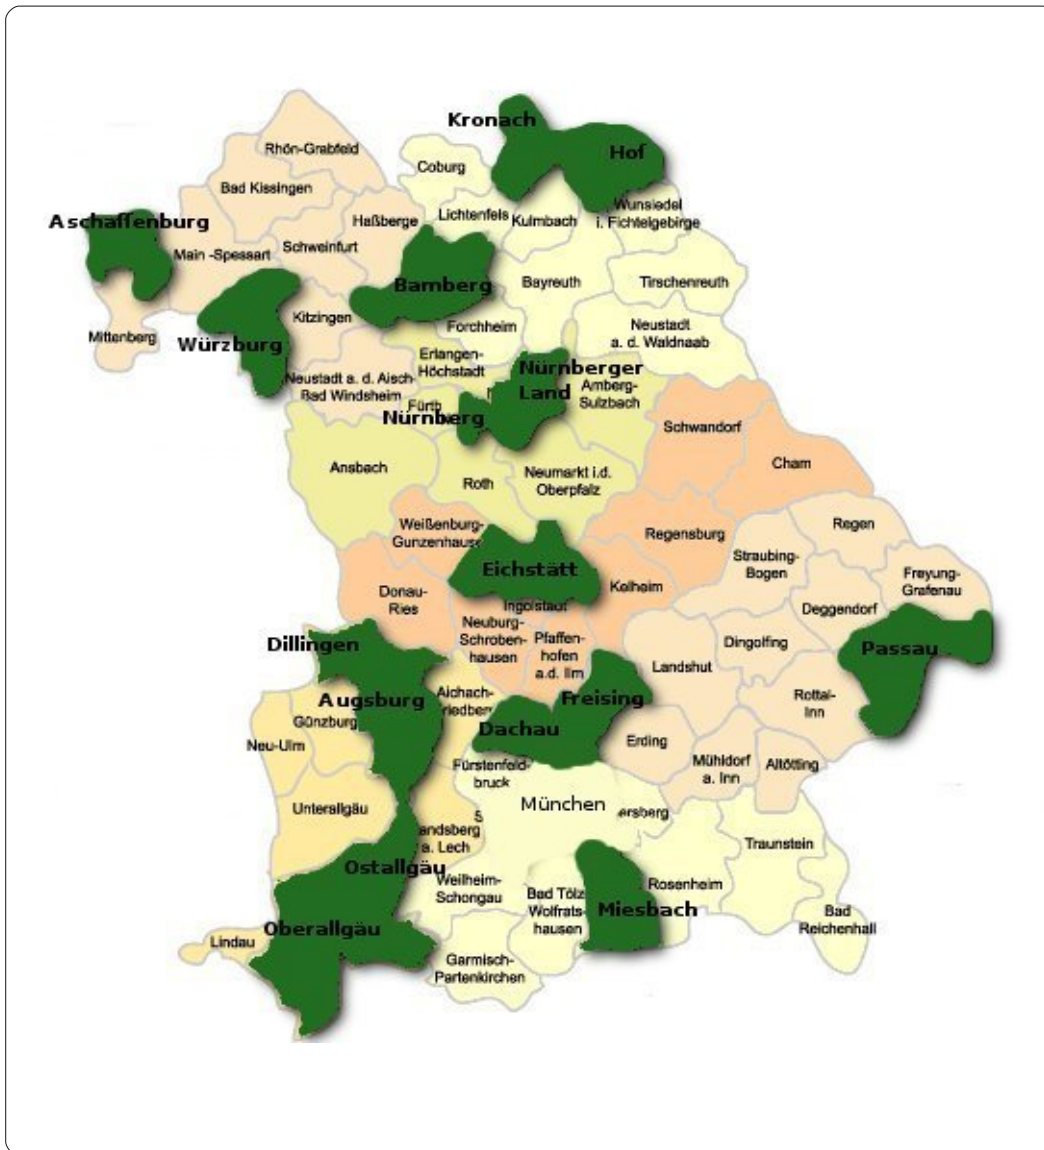 Kronach
Hof
Rhön-Grabfeld
Coburg
Bad Kissingen
Wunsiedel
i. Fichtelgebirge
Aschaffenburg
Haßberge
Lichtenfels
Kulmbach
Main -Spessart
Schweinfurt
Bamberg
Bayreuth
Tirschenreuth
Kitzingen
Forchheim
Neustadt
a. d. Waldnaab
Mittenberg
Würzburg
Erlangen-
Höchstadt
Nürnberger
Land
Neustadt a. d. Aisch-
Bad Windsheim
Amberg-
Sulzbach
Fürth
Nürnberg
Schwandorf
Ansbach
Cham
Roth
Neumarkt i.d.
Oberpfalz
Weißenburg-
Gunzenhause
Regensburg
Regen
Straubing-
Bogen
Eichstätt
Freyung-
Grafenau
Donau-
Ries
Kelheim
Ingolstadt
Deggendorf
Neuburg-
Schroben-
hausen
Pfaffen-
hofen
a.d. Ilm
Dillingen
Dingolfing
Passau
Landshut
Aichach-
riedberg
Augsburg
Freising
Rottal-
Inn
Günzburg
Dachau
Neu-Ulm
Erding
Fürstenfeld-
bruck
Mühldorf
a. Inn
Altötting
Unterallgäu
München
ersberg
S
andsberg
a. Lech
Traunstein
Ostallgäu
Weilheim-
Schongau
Bad Tölz
Wolfrats-
hausen
Rosenheim
Miesbach
Bad
Reichenhall
Oberallgäu
Lindau
Garmisch-
Partenkirchen